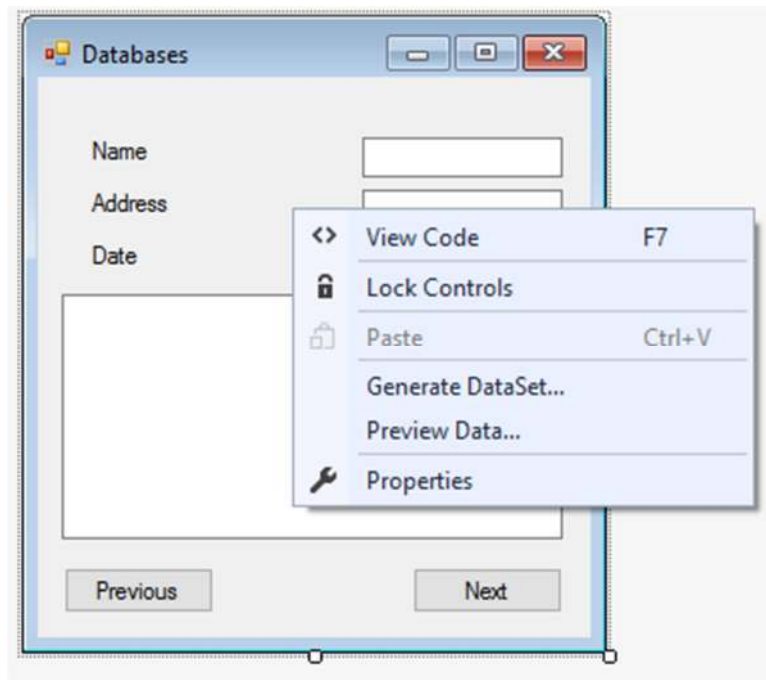 Databases
Name
Address
Date
View Code F7
Lock Controls
Paste Ctrl+V
Generate DataSet...
Preview Data...
Properties
Previous Next